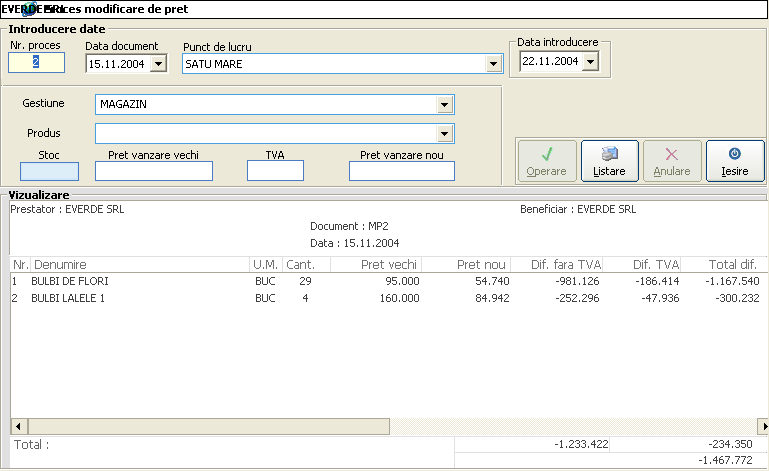 EVERDE SRL Proces modificare de pret
Introducere date
Nr. proces Data document Punct de lucru Data introducere
2 15.11.2004 SATU MARE 22.11.2004
Gestiune MAGAZIN
Produs
Stoc Pret vanzare vechi TVA Pret vanzare nou
Operare Listare Anulare Iesire
Vizualizare
Prestator : EVERDE SRL Beneficiar : EVERDE SRL
Document : MP2
Data : 15.11.2004
Nr. Denumire U.M. Cant. Pret vechi Pret nou Dif. fara TVA Dif. TVA Total dif.
1 BULBI DE FLORI BUC 29 95.000 54.740 -981.126 -186.414 -1.167.540
2 BULBI LALELE 1 BUC 4 160.000 84.942 -252.296 -47.936 -300.232
Total : -1.233.422 -234.350
-1.467.772